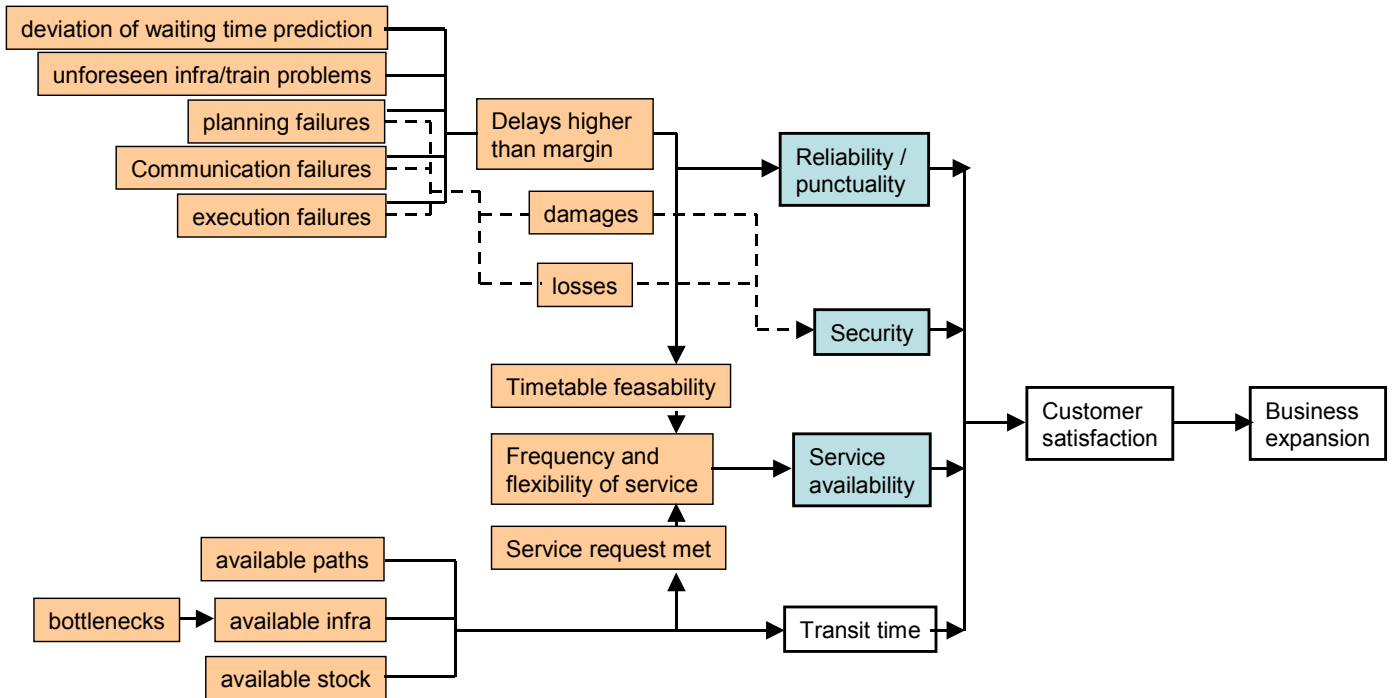 deviation of waiting time prediction
unforeseen infra/train problems
planning failures
Communication failures
execution failures
Delays higher
than margin
damages
losses
Reliability /
punctuality
Security
Timetable feasability
Frequency and
flexibility of service
Service
availability
Service request met
Customer
satisfaction
Business
expansion
available paths
bottlenecks
available infra
available stock
Transit time